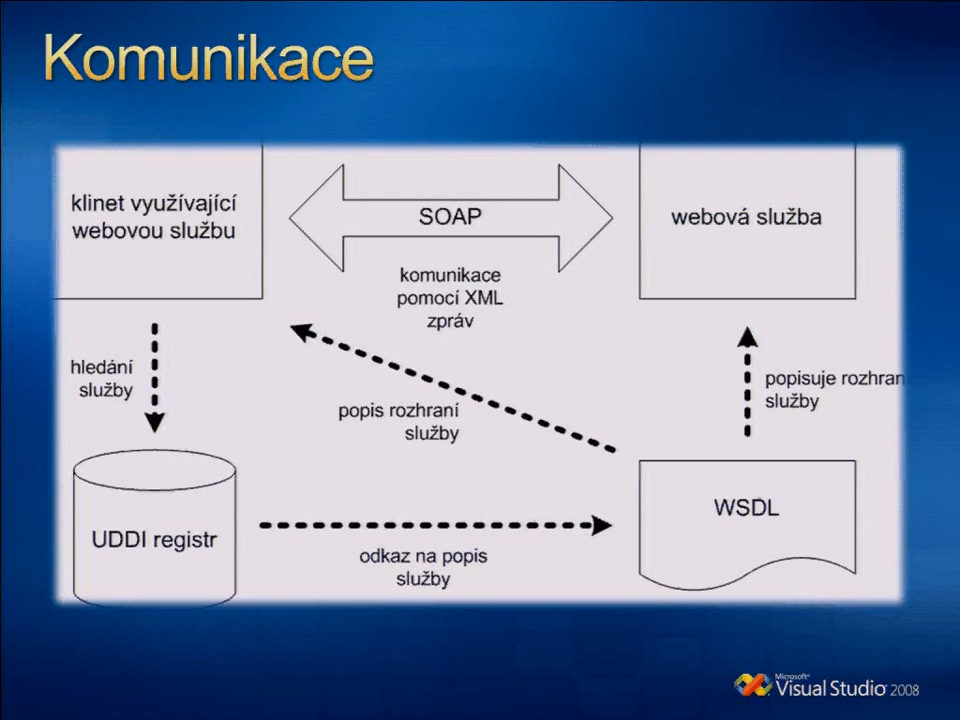 Komunikace
klinet využívající
webovou službu
SOAP
webová služba
komunikace
pomocí XML
zpráv
hledání
služby
popis rozhraní
služby
popisuje rozhran
služby
UDDI registr
WSDL
odkaz na popis
služby
Microsoft
Visual Studio 2008